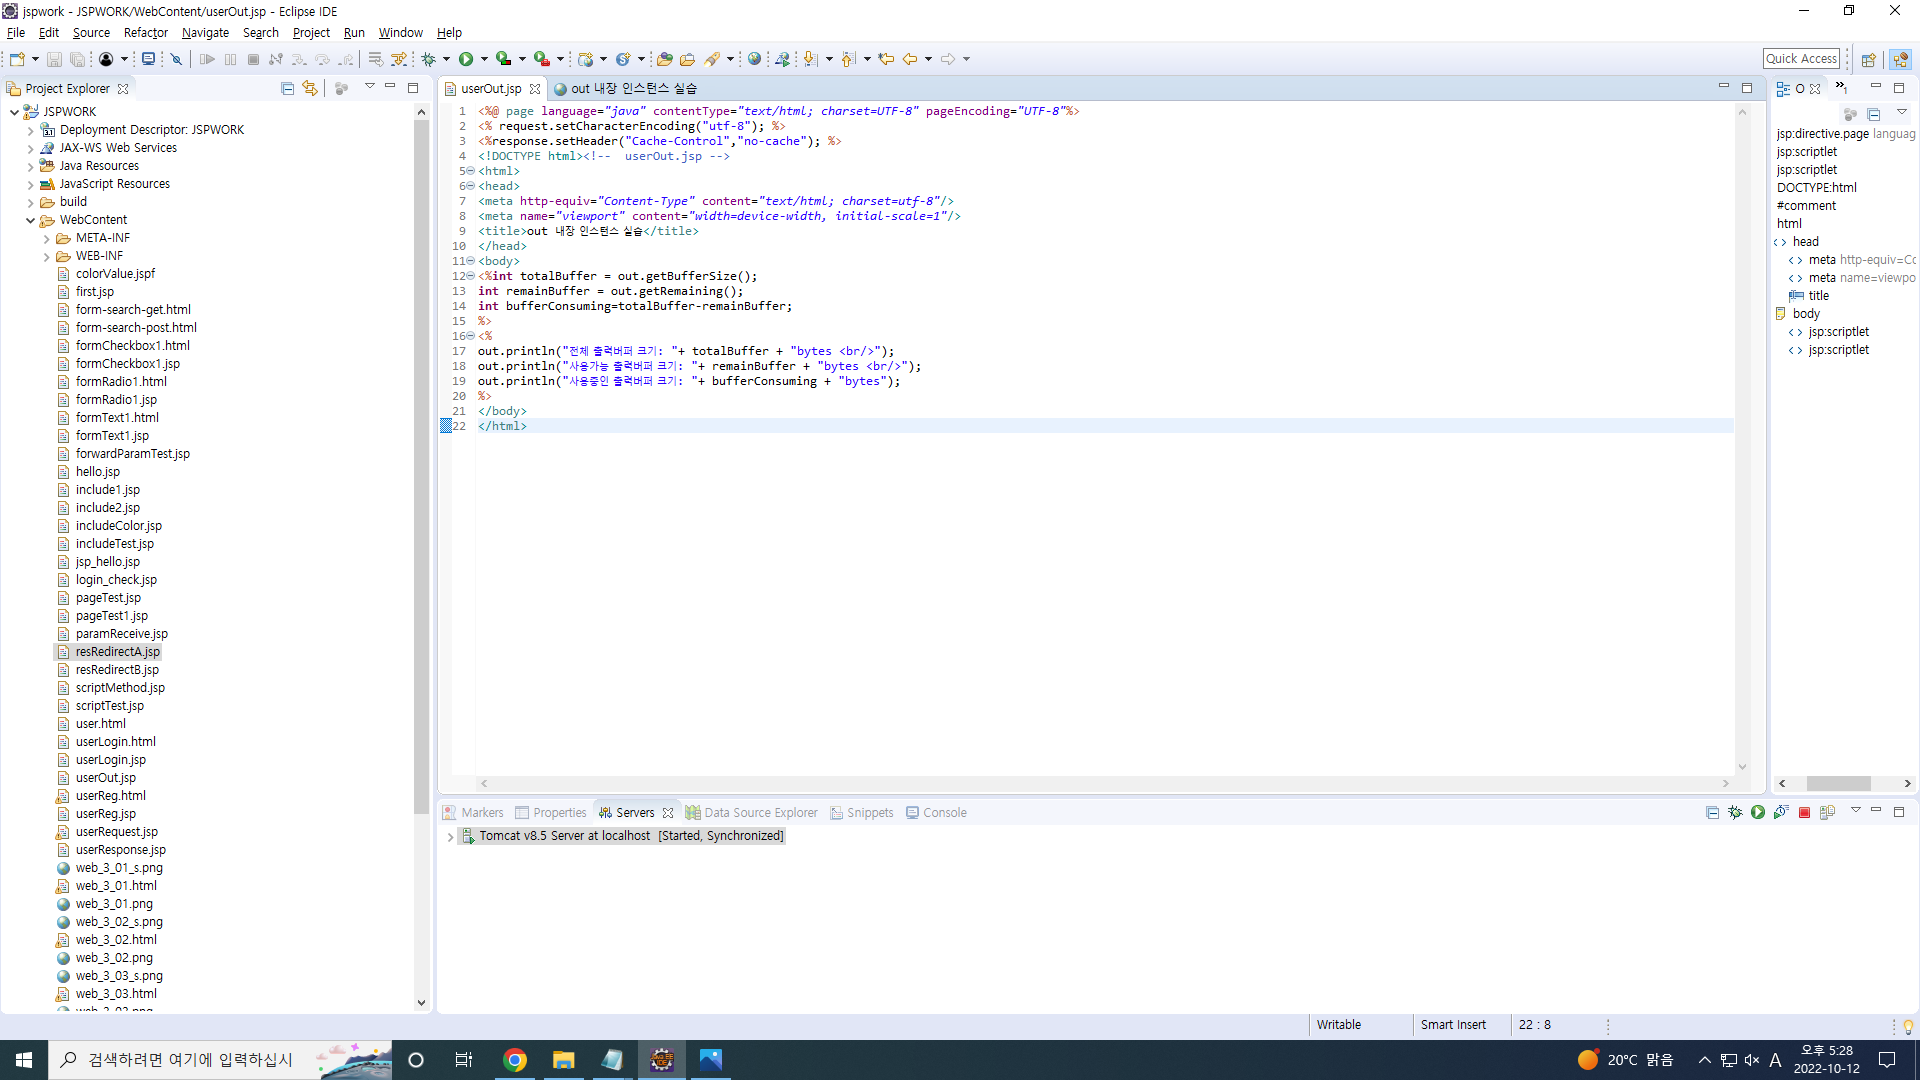 jspwork - JSPWORK/WebContent/userOut.jsp - Eclipse IDE
File Edit Source Refactor Navigate Search Project Run Window Help
Quick Access
Project Explorer
JSPWORK
Deployment Descriptor: JSPWORK
JAX-WS Web Services
Java Resources
JavaScript Resources
build
WebContent
META-INF
WEB-INF
colorValue.jspf
first.jsp
form-search-get.html
form-search-post.html
formCheckbox1.html
formCheckbox1.jsp
formRadio1.html
formRadio1.jsp
formText1.html
formText1.jsp
forwardParamTest.jsp
hello.jsp
include1.jsp
include2.jsp
includeColor.jsp
includeTest.jsp
jsp_hello.jsp
login_check.jsp
pageTest.jsp
pageTest1.jsp
paramReceive.jsp
resRedirectA.jsp
resRedirectB.jsp
scriptMethod.jsp
scriptTest.jsp
user.html
userLogin.html
userLogin.jsp
userOut.jsp
userReg.html
userReg.jsp
userRequest.jsp
userResponse.jsp
web_3_01_s.png
web_3_01.html
web_3_01.png
web_3_02_s.png
web_3_02.html
web_3_02.png
web_3_03_s.png
web_3_03.html
userOut.jsp out 내장 인스턴스 실습
1 <%@ page language="java" contentType="text/html; charset=UTF-8" pageEncoding="UTF-8"%>
2 <% request.setCharacterEncoding("utf-8"); %>
3 <%response.setHeader("Cache-Control","no-cache"); %>
4 <!DOCTYPE html><!--  userOut.jsp -->
5 <html>
6 <head>
7 <meta http-equiv="Content-Type" content="text/html; charset=utf-8"/>
8 <meta name="viewport" content="width=device-width, initial-scale=1"/>
9 <title>out 내장 인스턴스 실습</title>
10 </head>
11 <body>
12 <%int totalBuffer = out.getBufferSize();
13 int remainBuffer = out.getRemaining();
14 int bufferConsuming=totalBuffer-remainBuffer;
15 %>
16 <%
17 out.println("전체 출력버퍼 크기: "+ totalBuffer + "bytes <br/>");
18 out.println("사용가능 출력버퍼 크기: "+ remainBuffer + "bytes <br/>");
19 out.println("사용중인 출력버퍼 크기: "+ bufferConsuming + "bytes");
20 %>
21 </body>
22 </html>
O
jsp:directive.page languag
jsp:scriptlet
jsp:scriptlet
DOCTYPE:html
#comment
html
head
meta http-equiv=Cc
meta name=viewpo
title
body
jsp:scriptlet
jsp:scriptlet
Markers Properties Servers Data Source Explorer Snippets Console
Tomcat v8.5 Server at localhost [Started, Synchronized]
Writable Smart Insert 22 : 8
검색하려면 여기에 입력하십시
20°C 맑음
A
오후 5:28
2022-10-12